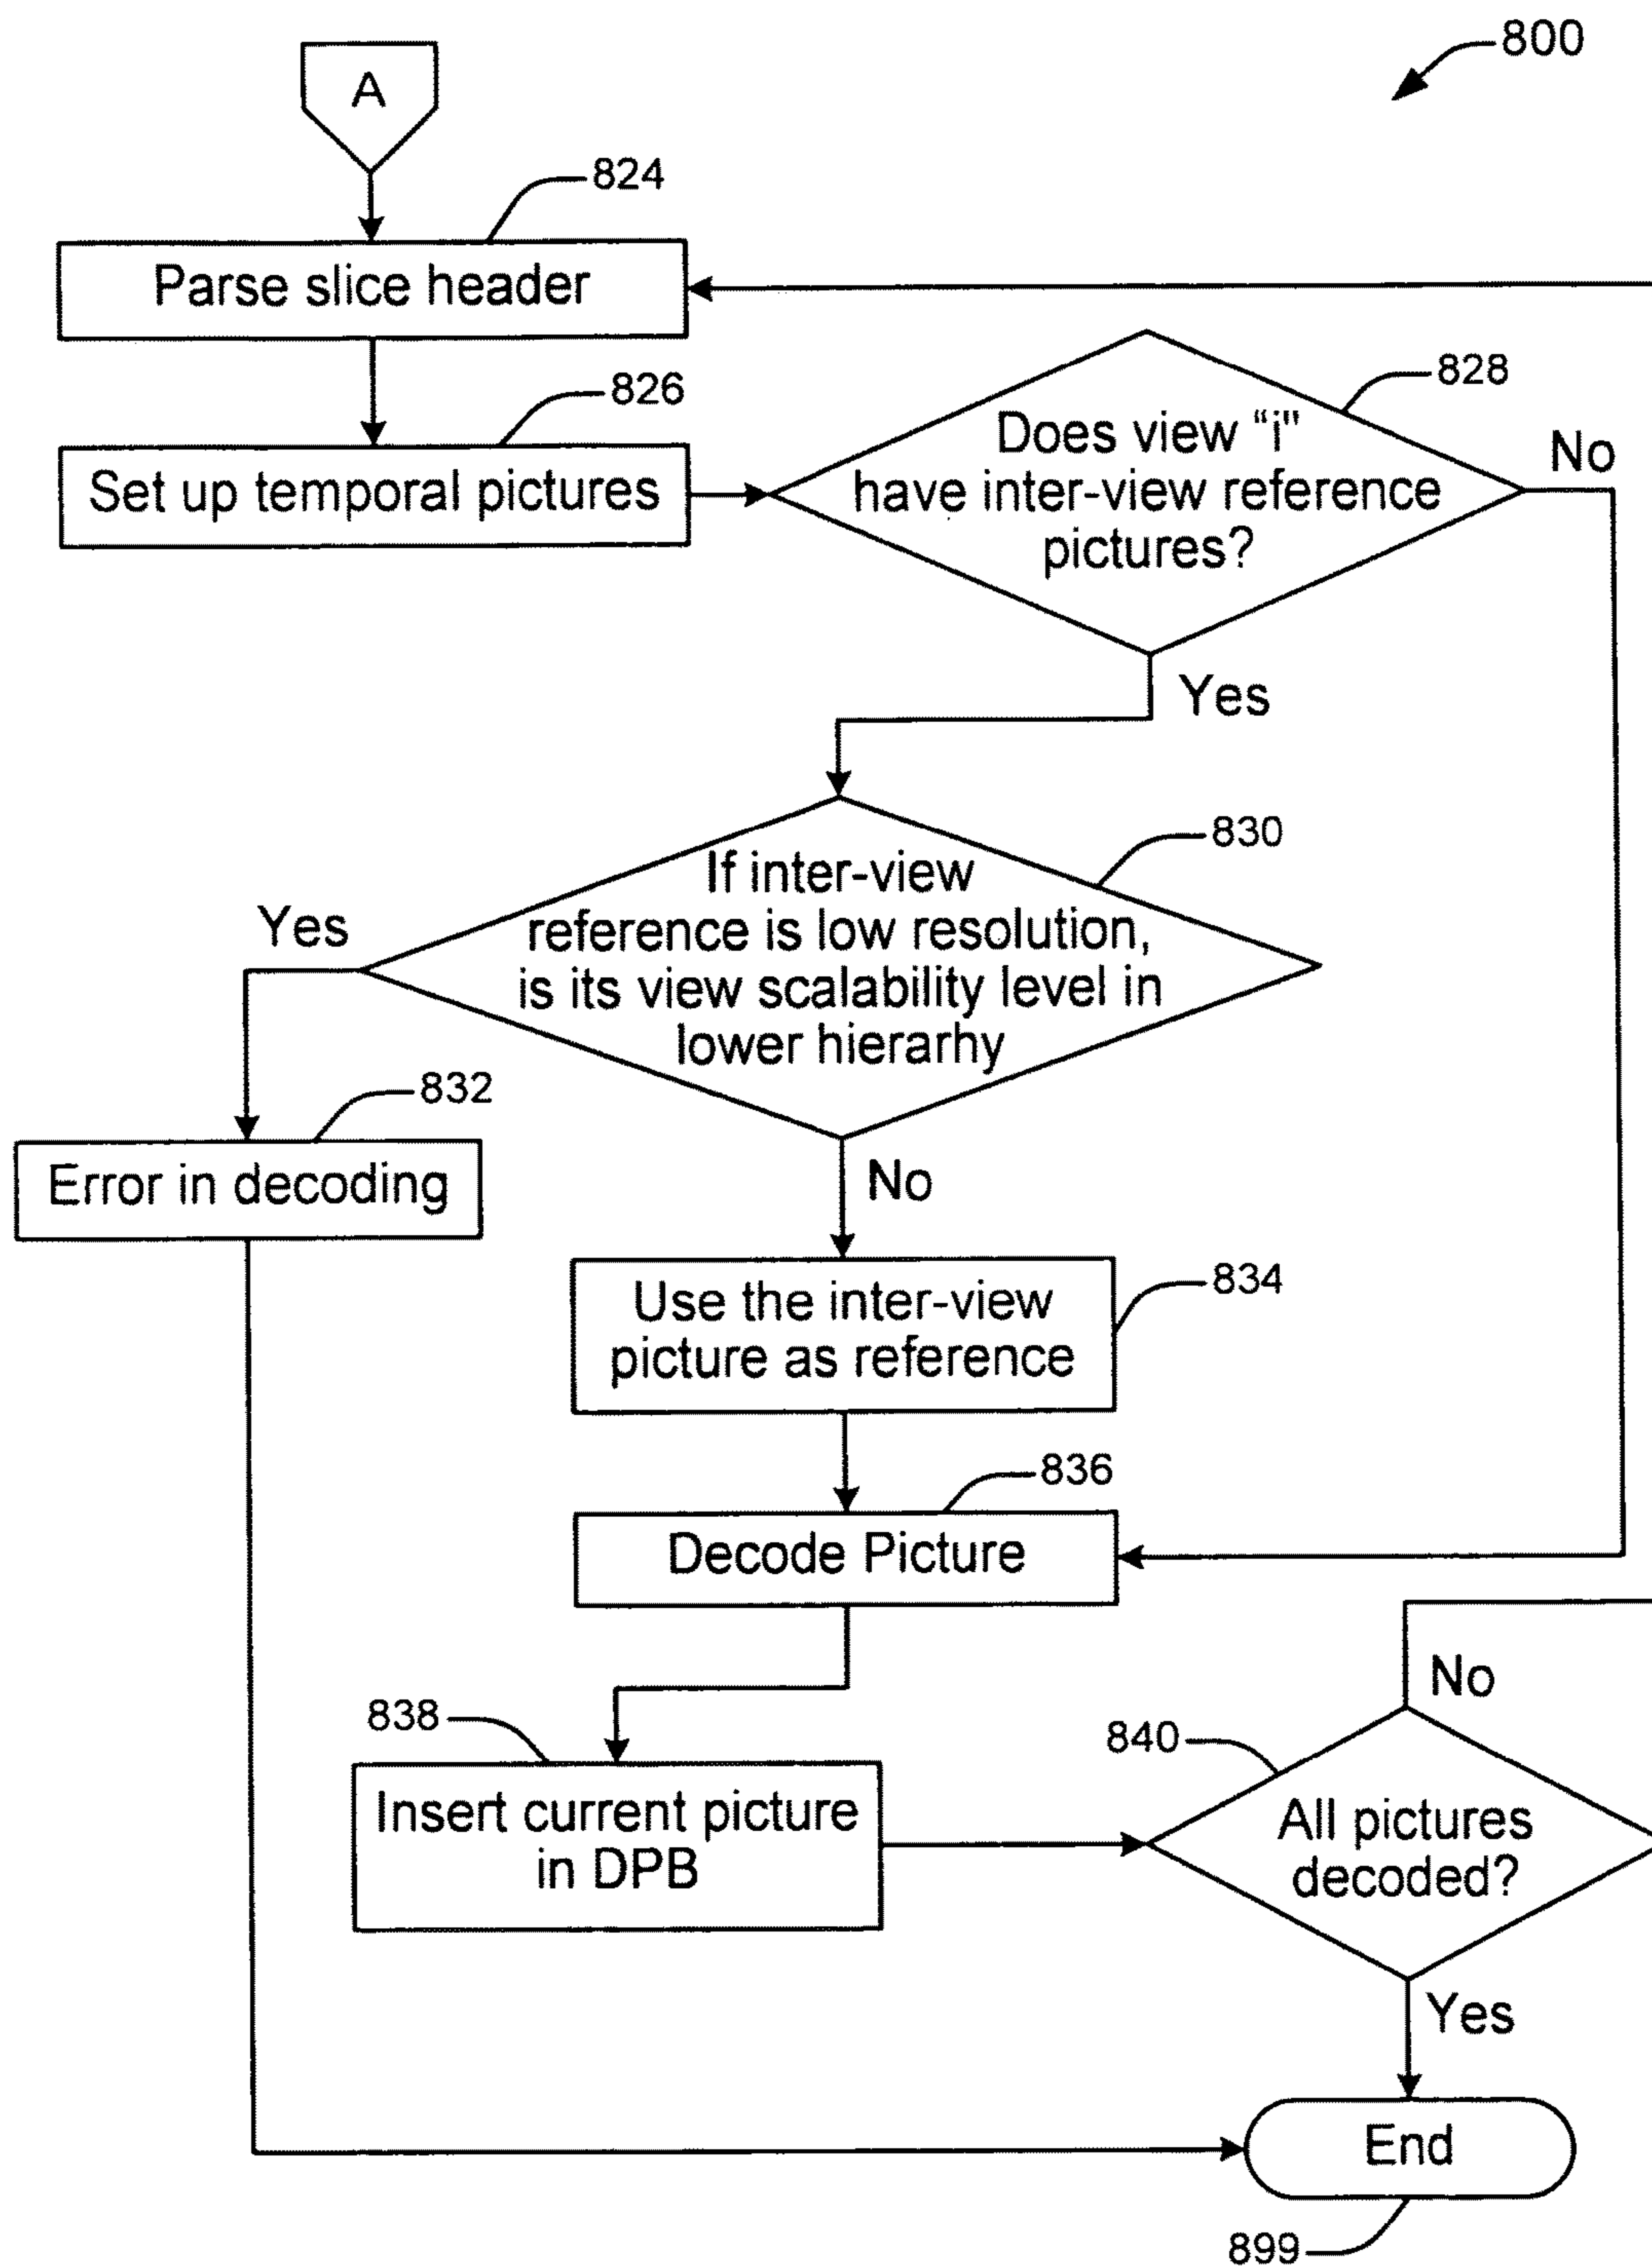 800
A
824
Parse slice header
826
828
Set up temporal pictures
Does view “i"
have inter-view reference
pictures?
No
Yes
830
If inter-view
reference is low resolution,
is its view scalability level in
lower hierarhy
Yes
832
Error in decoding
No
834
Use the inter-view
picture as reference
836
Decode Picture
No
838
840
Insert current picture
in DPB
All pictures
decoded?
Yes
End
899